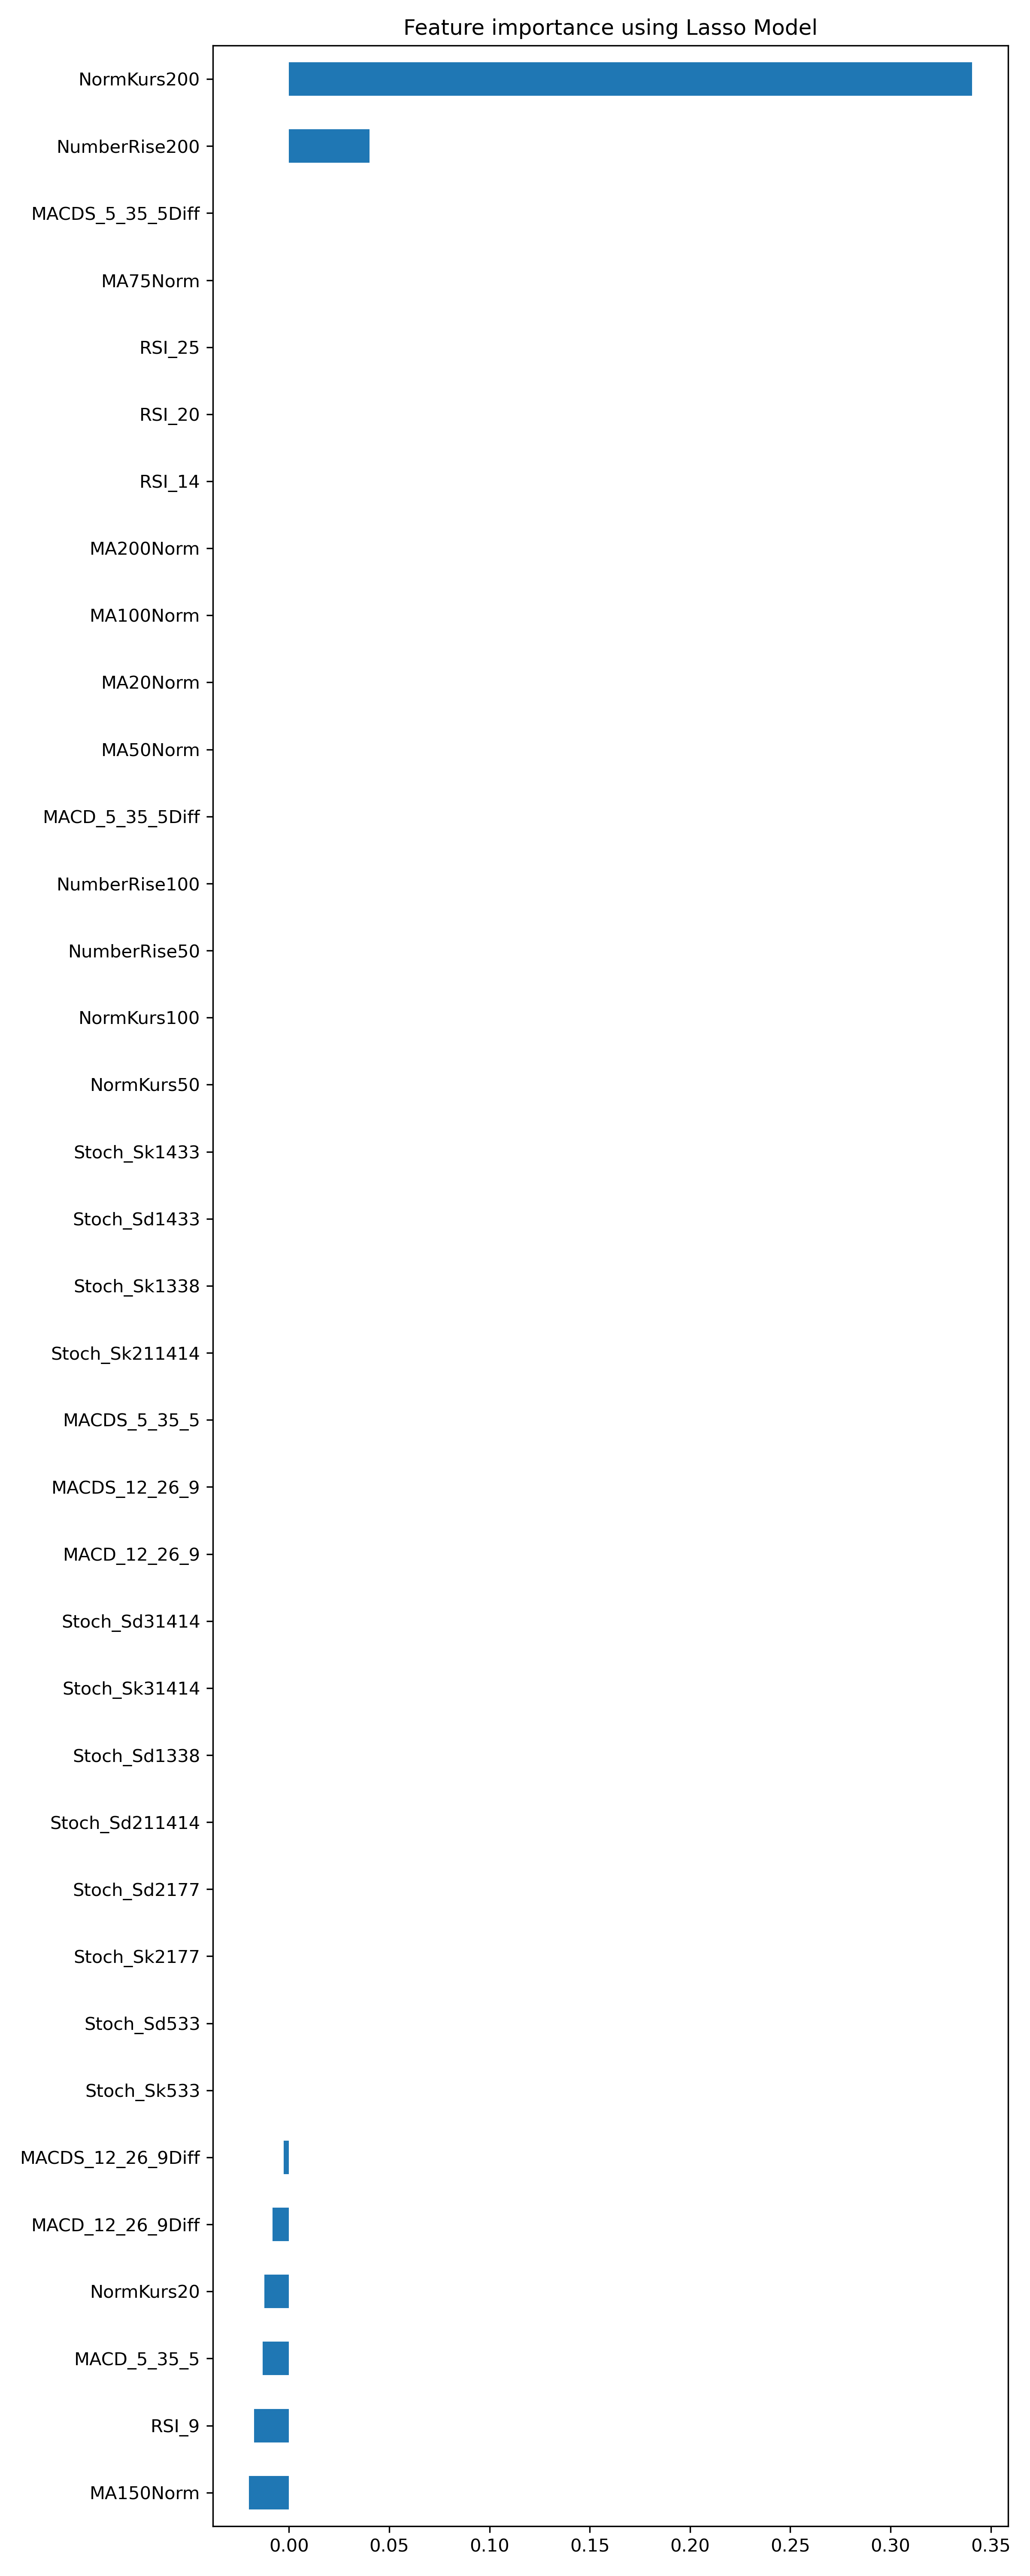 Feature importance using Lasso Model
NormKurs200
NumberRise200
MACDS_5_35_5Diff
MA75Norm
RSI_25
RSI_20
RSI_14
MA200Norm
MA100Norm
MA20Norm
MA50Norm
MACD_5_35_5Diff
NumberRise100
NumberRise50
NormKurs100
NormKurs50
Stoch_Sk1433
Stoch_Sd1433
Stoch_Sk1338
Stoch_Sk211414
MACDS_5_35_5
MACDS_12_26_9
MACD_12_26_9
Stoch_Sd31414
Stoch_Sk31414
Stoch_Sd1338
Stoch_Sd211414
Stoch_Sd2177
Stoch_Sk2177
Stoch_Sd533
Stoch_Sk533
MACDS_12_26_9Diff
MACD_12_26_9Diff
NormKurs20
MACD_5_35_5
RSI_9
MA150Norm
0.00 0.05 0.10 0.15 0.20 0.25 0.30 0.35